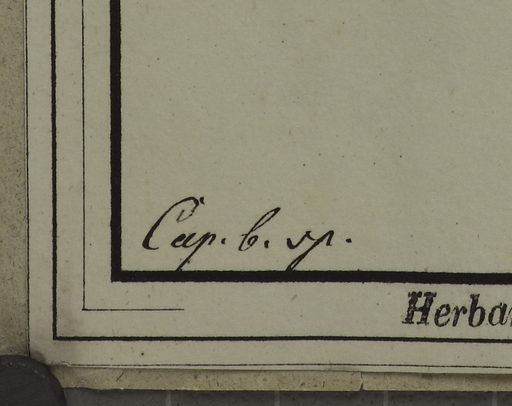 Cap. b. sp.
Herba